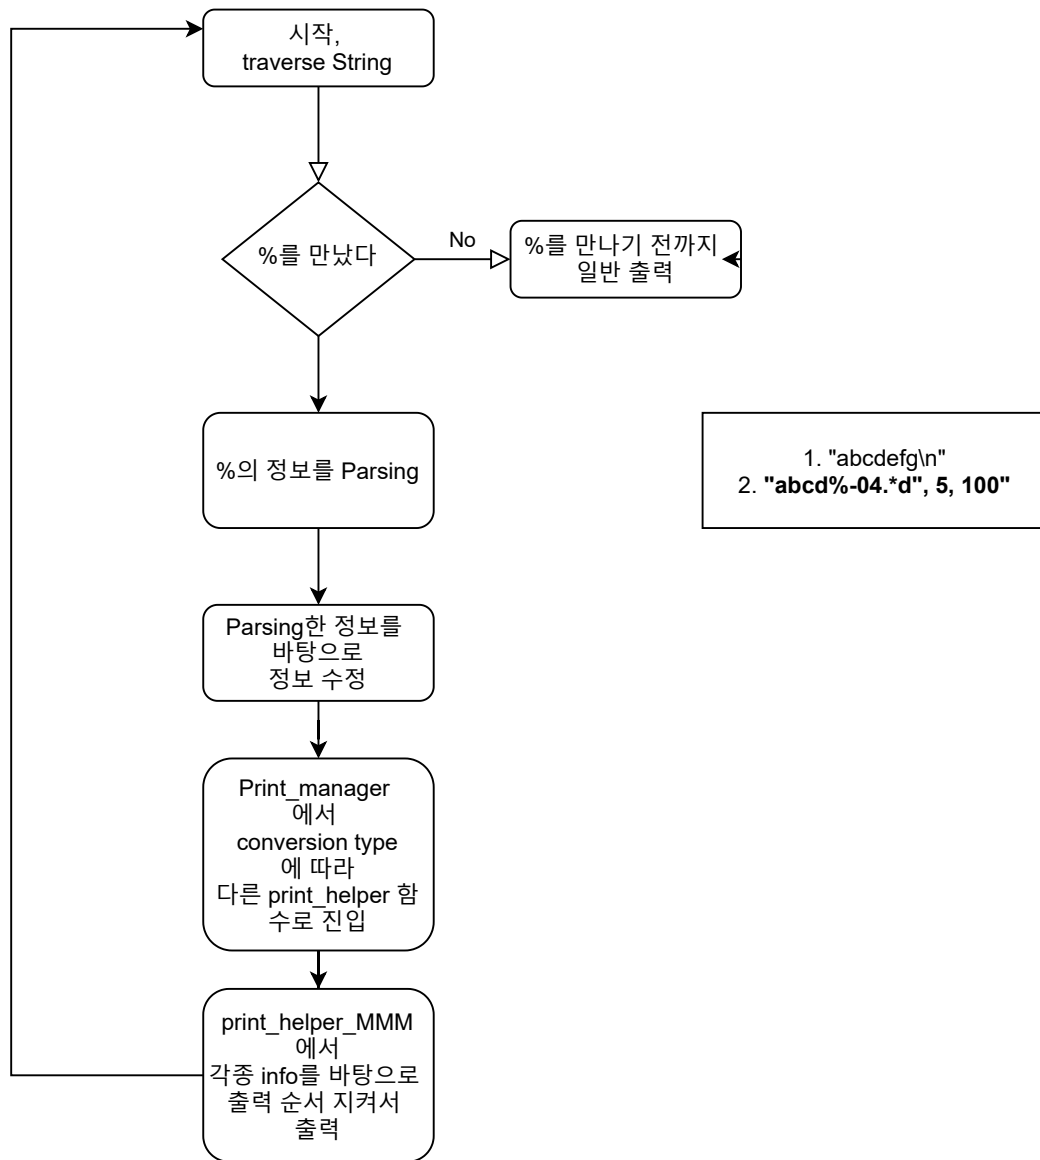 시작,
traverse String
%를 만났다
No
%를 만나기 전까지
일반 출력
%의 정보를 Parsing
1. "abcdefg\n"
2. "abcd%-04.*d", 5, 100"
Parsing한 정보를
바탕으로
정보 수정
Print_manager
에서
conversion type
에 따라
다른 print_helper 함
수로 진입
print_helper_MMM
에서
각종 info를 바탕으로
출력 순서 지켜서
출력